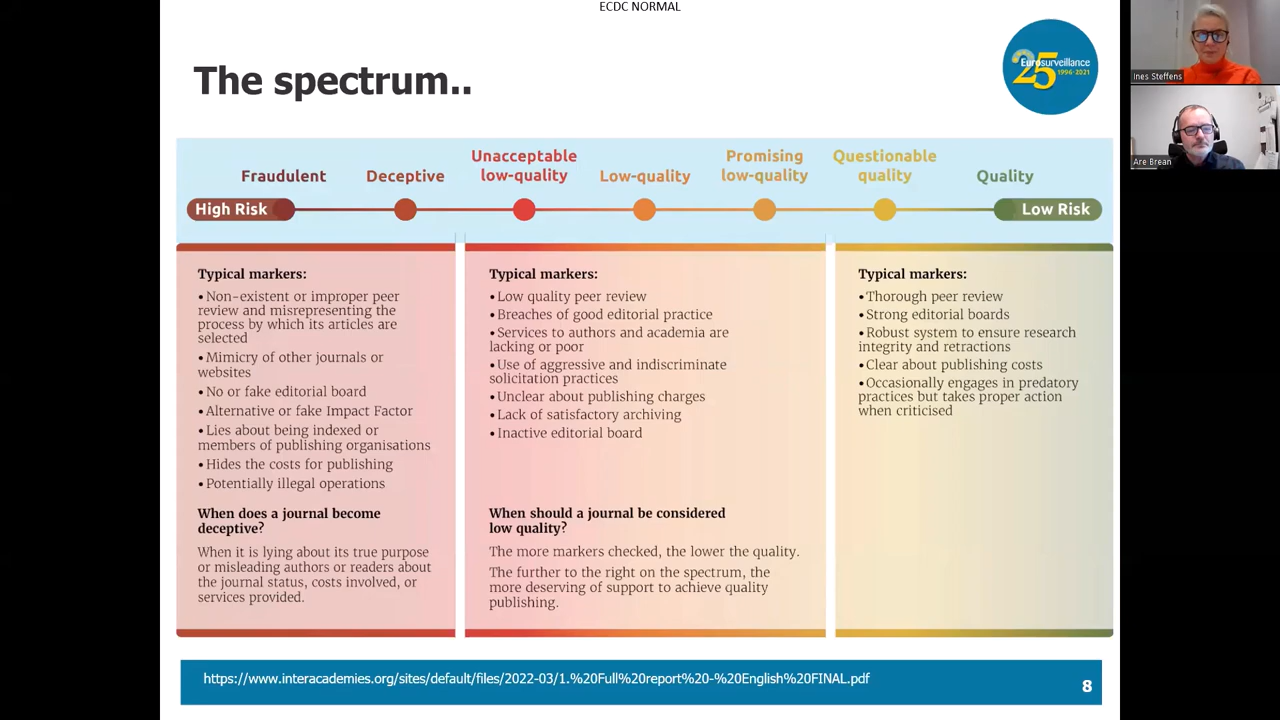 ECDC NORMAL
The spectrum..
25
Eurosurveillance
1996-2021
Ines Steffens
Are Brean
Fraudulent
Deceptive
Unacceptable
low-quality
Low-quality
Promising
low-quality
Questionable
quality
Quality
High Risk
Low Risk
Typical markers:
•Non-existent or improper peer
review and misrepresenting the
process by which its articles are
selected
•Mimicry of other journals or
websites
•No or fake editorial board
•Alternative or fake Impact Factor
•Lies about being indexed or
members of publishing organisations
•Hides the costs for publishing
•Potentially illegal operations
When does a journal become
deceptive?
When it is lying about its true purpose
or misleading authors or readers about
the journal status, costs involved, or
services provided.
Typical markers:
•Low quality peer review
•Breaches of good editorial practice
•Services to authors and academia are
lacking or poor
•Use of aggressive and indiscriminate
solicitation practices
•Unclear about publishing charges
•Lack of satisfactory archiving
•Inactive editorial board
When should a journal be considered
low quality?
The more markers checked, the lower the quality.
The further to the right on the spectrum, the
more deserving of support to achieve quality
publishing.
Typical markers:
•Thorough peer review
•Strong editorial boards
•Robust system to ensure research
integrity and retractions
•Clear about publishing costs
•Occasionally engages in predatory
practices but takes proper action
when criticised
https://www.interacademies.org/sites/default/files/2022-03/1.%20Full%20report%20-%20English%20FINAL.pdf
8